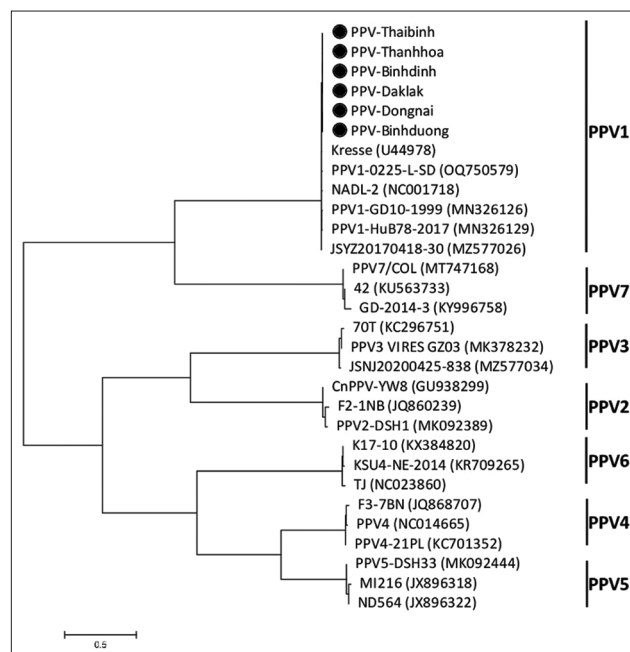 PPV-Thaibinh
PPV-Thanhhoa
PPV-Binhdinh
PPV-Daklak
PPV-Dongnai
PPV-Binhduong
Kresse (U44978)
PPV1-0225-L-SD (OQ750579)
NADL-2 (NC001718)
PPV1-GD10-1999 (MN326126)
PPV1-HuB78-2017 (MN326129)
JSYZ20170418-30 (MZ577026)
PPV1
PPV7/COL (MT747168)
42 (KU563733)
GD-2014-3 (KY996758)
PPV7
70T (KC296751)
PPV3 VIRES GZ03 (MK378232)
JSNJ20200425-838 (MZ577034)
PPV3
CnPPV-YW8 (GU938299)
F2-1NB (JQ860239)
PPV2-DSH1 (MK092389)
PPV2
K17-10 (KX384820)
KSU4-NE-2014 (KR709265)
TJ (NC023860)
PPV6
F3-7BN (JQ868707)
PPV4 (NC014665)
PPV4-21PL (KC701352)
PPV4
PPV5-DSH33 (MK092444)
MI216 (JX896318)
ND564 (JX896322)
PPV5
0.5